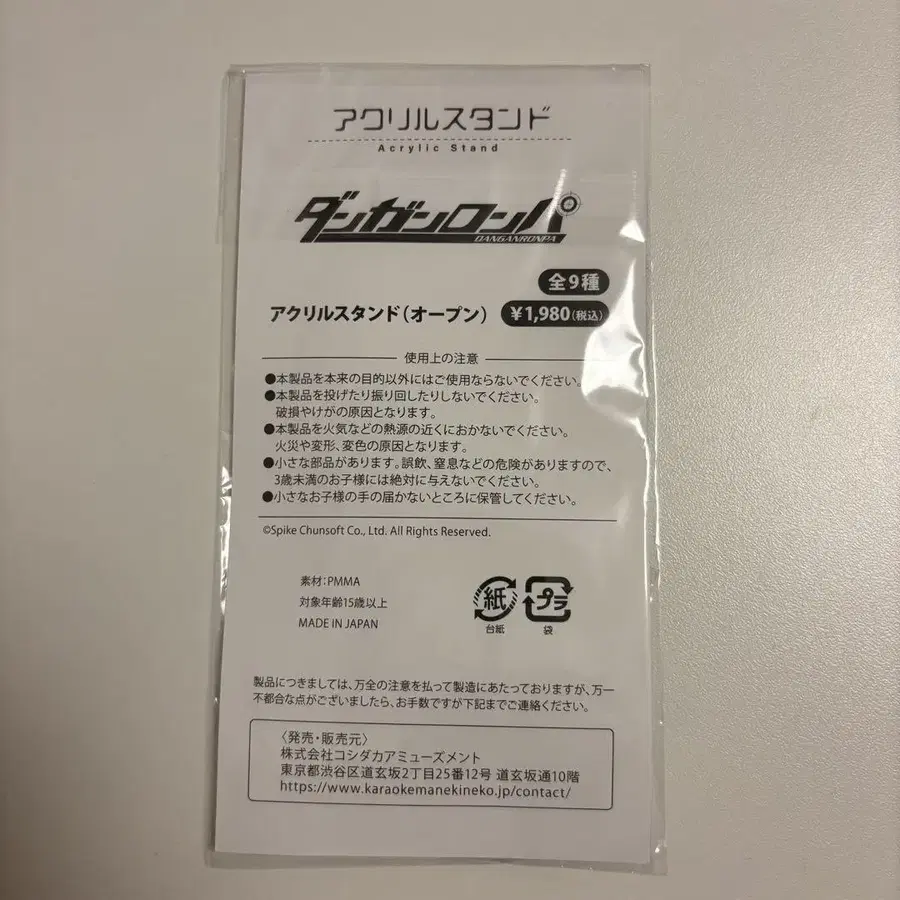 アクリルスタンド
Acrylic Stand
ダンガンロンパ
DANGANRONPA
全9種
アクリルスタンド(オープン) ¥1,980(税込)
使用上の注意
●本製品を本来の目的以外にはご使用ならないでください。
●本製品を投げたり振り回したりしないでください。
破損やけがの原因となります。
●本製品を火気などの熱源の近くにおかないでください。
火災や変形、変色の原因となります。
●小さな部品があります。誤飲、窒息などの危険がありますので、
3歳未満のお子様には絶対に与えないでください。
●小さなお子様の手の届かないところに保管してください。
©Spike Chunsoft Co., Ltd. All Rights Reserved.
素材:PMMA
対象年齢15歳以上
MADE IN JAPAN
紙 プラ
台紙 袋
製品につきましては、万全の注意を払って製造にあたっておりますが、万一
不都合な点がございましたら、お手数ですが下記までご連絡ください。
〈発売・販売元〉
株式会社コシダカアミューズメント
東京都渋谷区道玄坂2丁目25番12号 道玄坂通10階
https://www.karaokemanekineko.jp/contact/